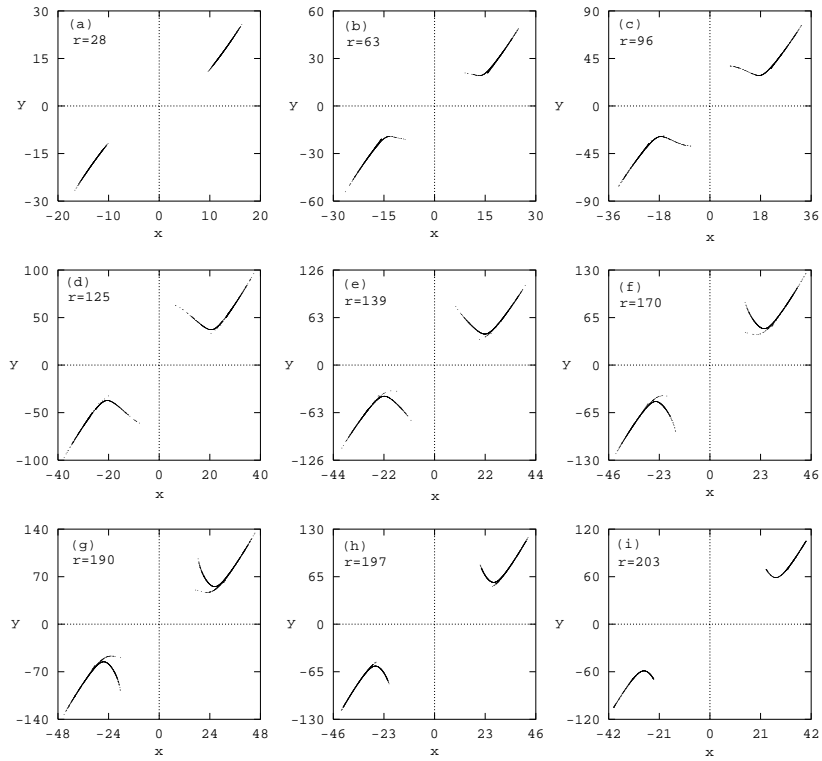 (a)
r=28
30
15
0
-15
-30
y
-20 -10 0 10 20
x
(b)
r=63
60
30
0
-30
-60
y
-30 -15 0 15 30
x
(c)
r=96
90
45
0
-45
-90
y
-36 -18 0 18 36
x
(d)
r=125
100
50
0
-50
-100
y
-40 -20 0 20 40
x
(e)
r=139
126
63
0
-63
-126
y
-44 -22 0 22 44
x
(f)
r=170
130
65
0
-65
-130
y
-46 -23 0 23 46
x
(g)
r=190
140
70
0
-70
-140
y
-48 -24 0 24 48
x
(h)
r=197
130
65
0
-65
-130
y
-46 -23 0 23 46
x
(i)
r=203
120
60
0
-60
-120
y
-42 -21 0 21 42
x